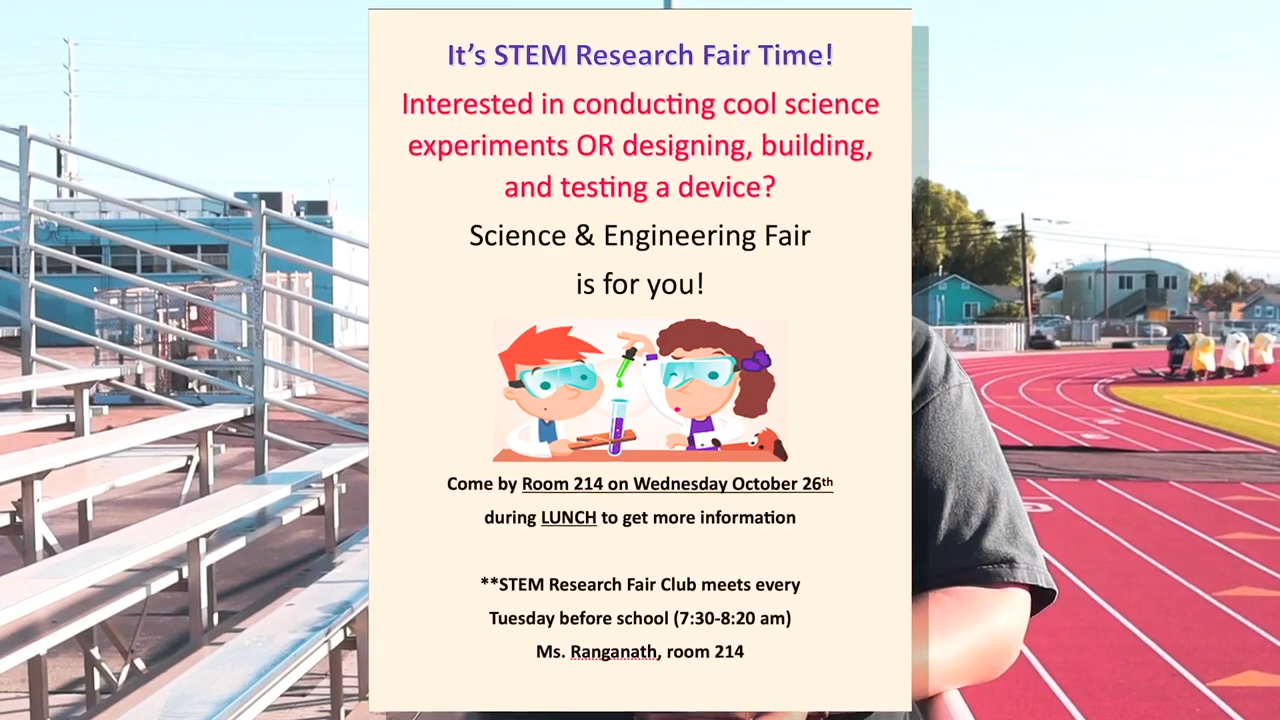 It's STEM Research Fair Time!
Interested in conducting cool science
experiments OR designing, building,
and testing a device?
Science & Engineering Fair
is for you!
Come by Room 214 on Wednesday October 26th
during LUNCH to get more information
**STEM Research Fair Club meets every
Tuesday before school (7:30-8:20 am)
Ms. Ranganath, room 214